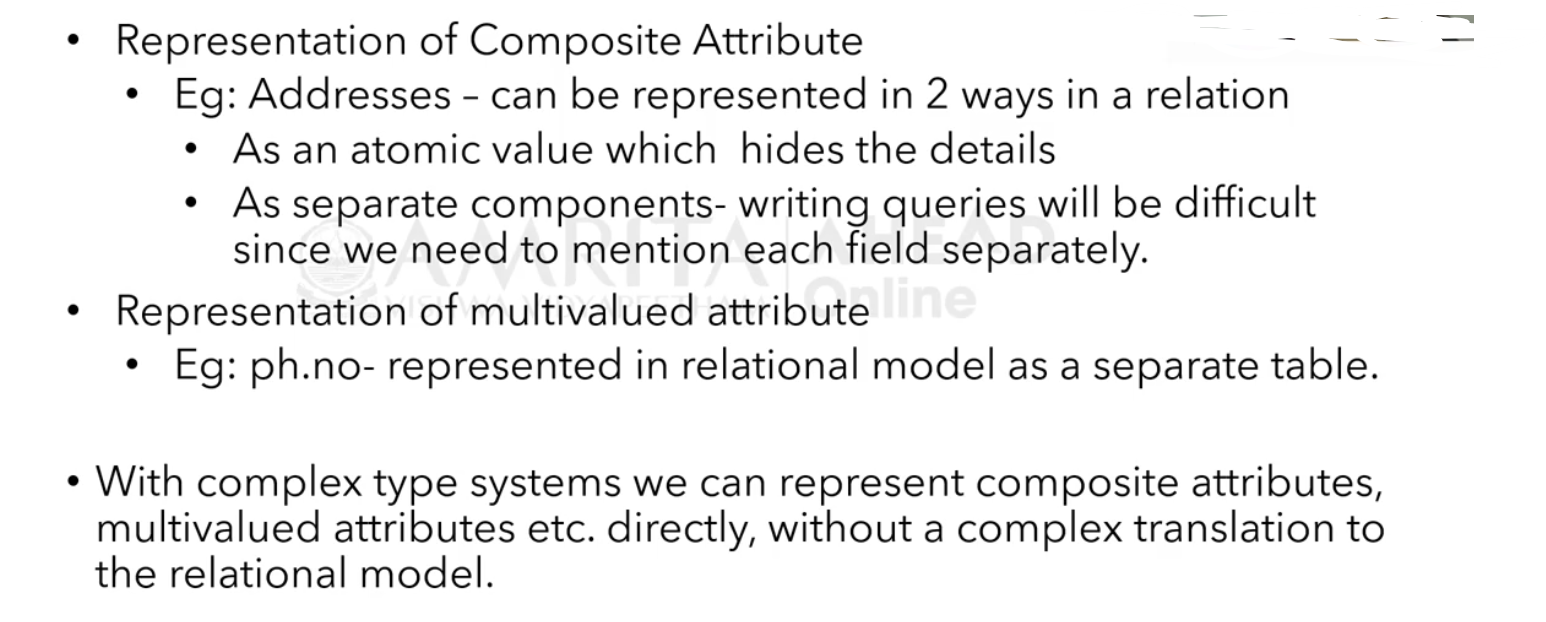 • Representation of Composite Attribute
• Eg: Addresses – can be represented in 2 ways in a relation
• As an atomic value which hides the details
• As separate components- writing queries will be difficult
since we need to mention each field separately.
• Representation of multivalued attribute
• Eg: ph.no- represented in relational model as a separate table.
• With complex type systems we can represent composite attributes,
multivalued attributes etc. directly, without a complex translation to
the relational model.
AMRITA
VISHWA VIDYAPEETHAM
AHEAD
Online